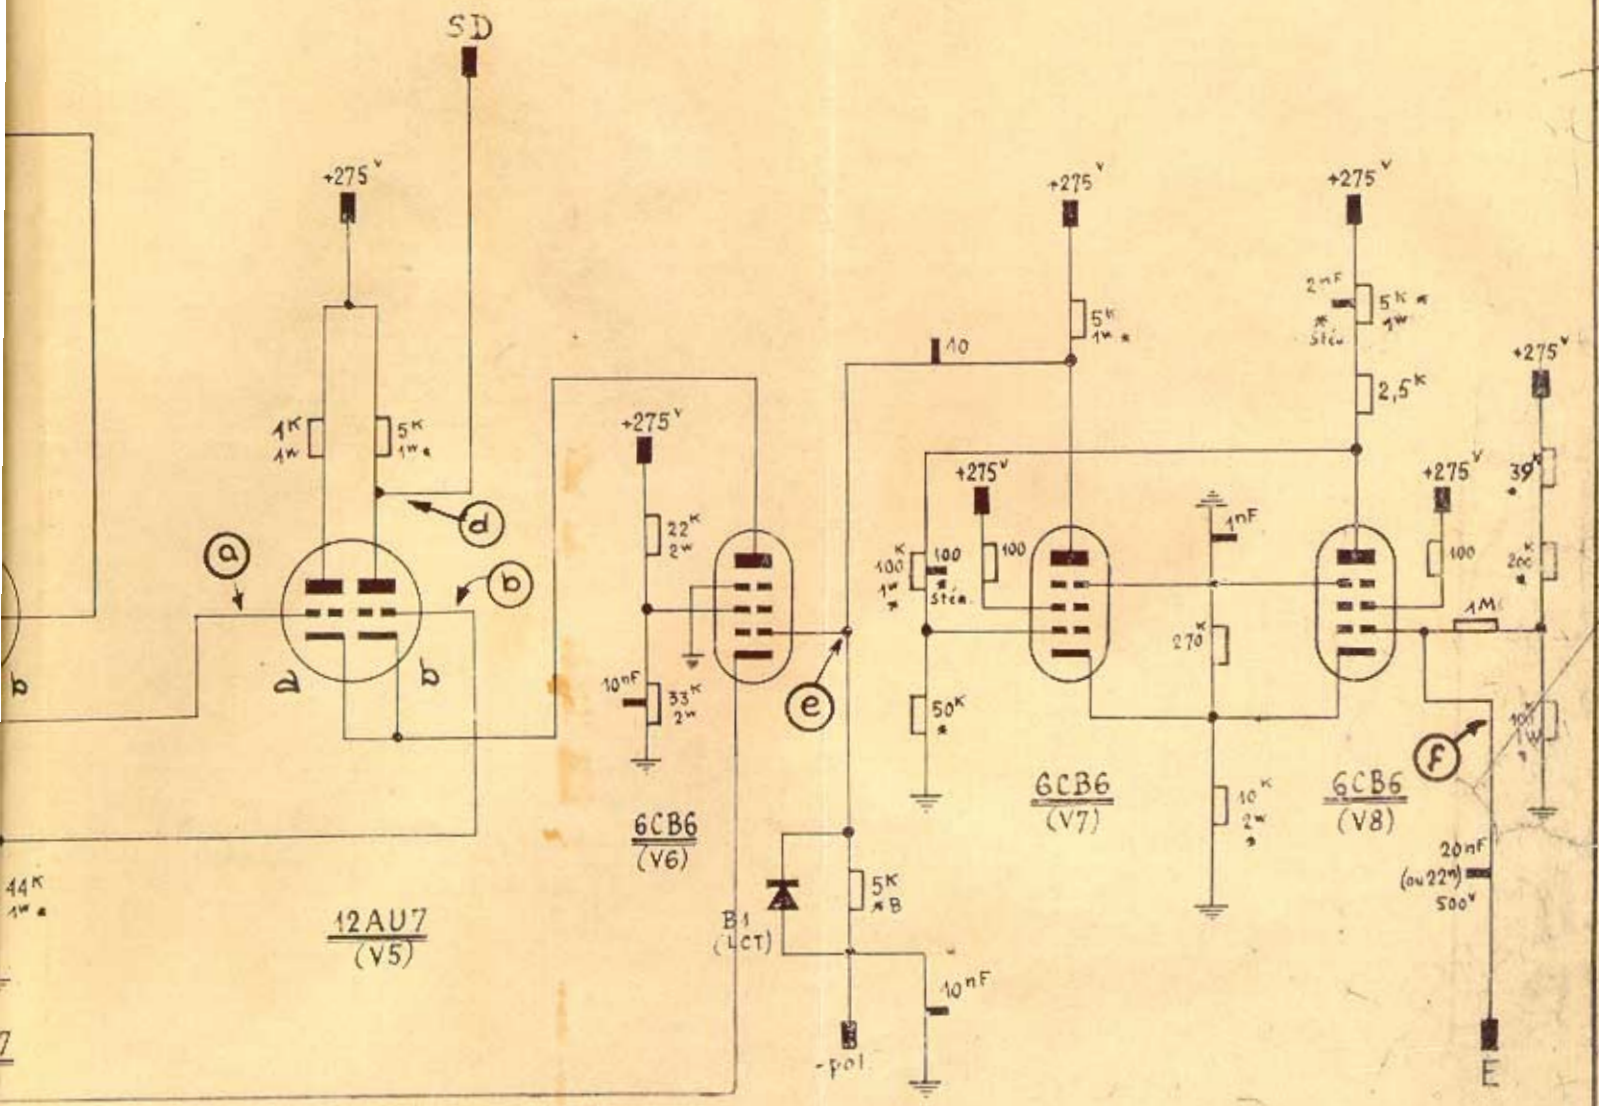 SD
+275v
+275v
+275v
2nF
*
Stéa.
5K *
1W
5K
1W *
10
+275v
2,5K
+275v
1K
1W
5K
1W *
+275v
+275v
39K
d
22K
2W
1nF
100K
1W
*
100
*
Stéa.
100
100
200K
*
a
b
1M
270K
10nF
33K
2W
e
50K
*
b
a
b
f
6CB6
(V7)
6CB6
(V8)
10K
2W
*
6CB6
(V6)
20nF
(ou 22n)
500v
44K
1W *
5K
* B
B1
(LCT)
12AU7
(V5)
10nF
7
-pol.
E